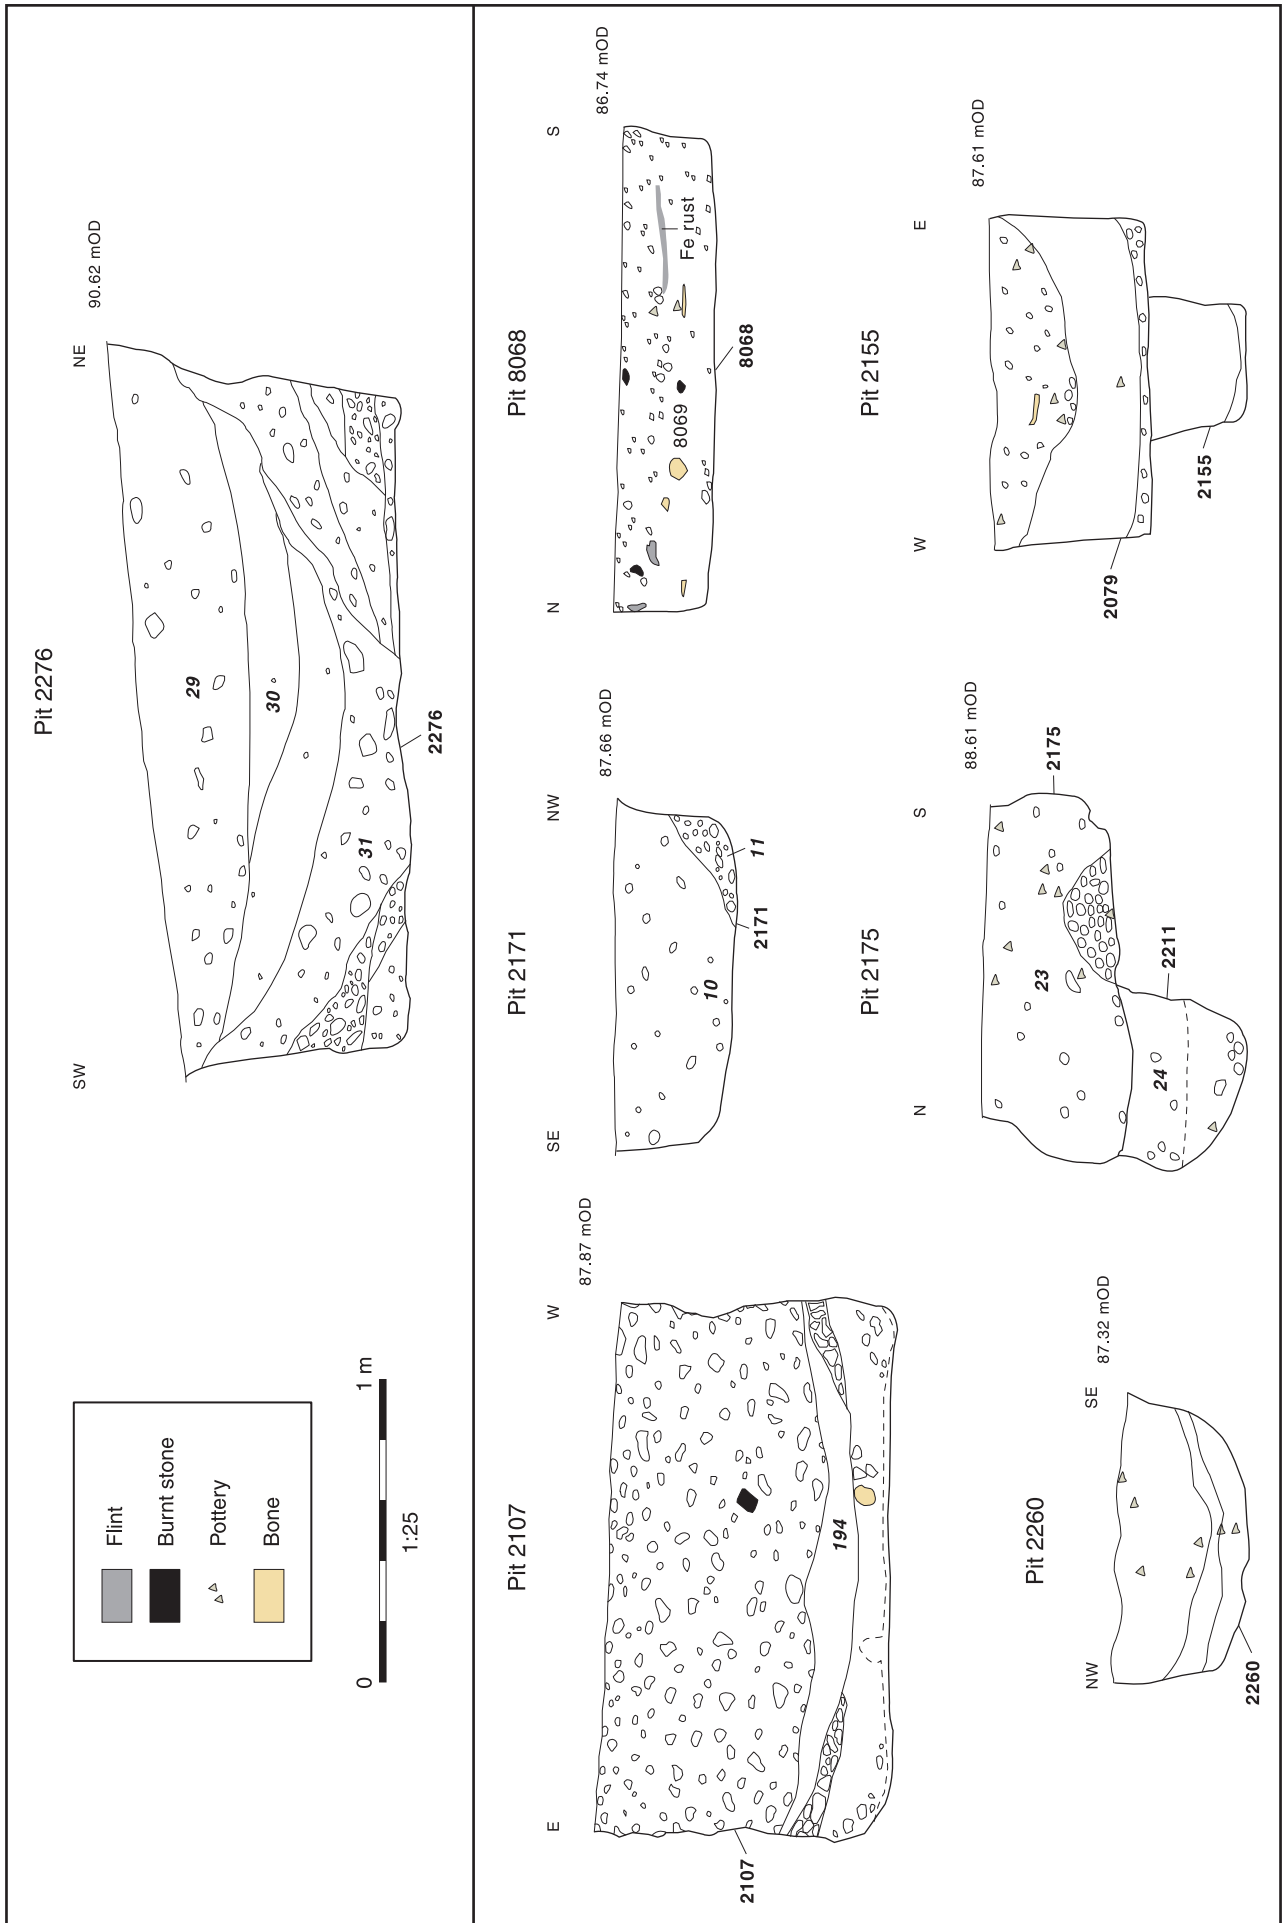 Flint
Burnt stone
Pottery
Bone
0
1 m
1:25
Pit 2276
SW
NE
90.62 mOD
29
30
31
2276
Pit 2107
E
W
87.87 mOD
194
2107
Pit 2171
SE
NW
87.66 mOD
10
11
2171
Pit 8068
N
S
86.74 mOD
Fe rust
8069
8068
Pit 2260
NW
SE
87.32 mOD
2260
Pit 2175
N
S
88.61 mOD
2175
23
24
2211
Pit 2155
W
E
87.61 mOD
2079
2155